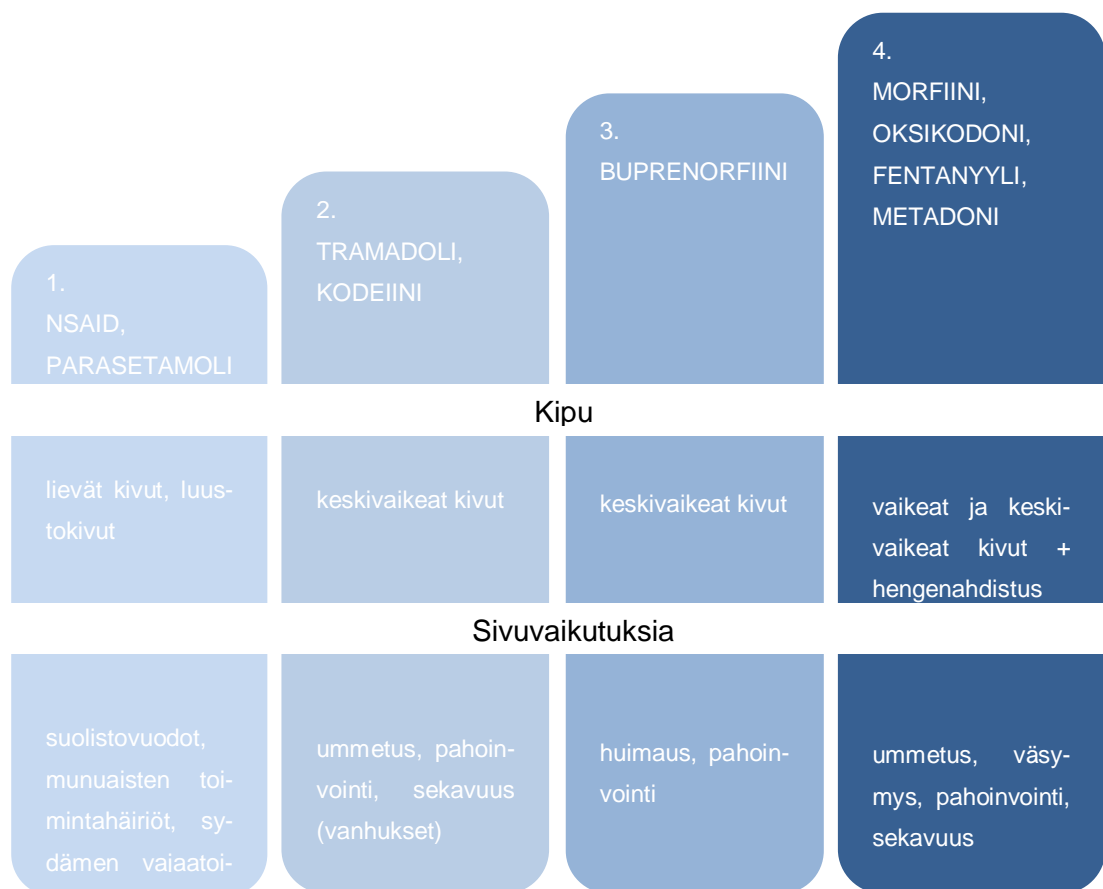 1.
NSAID,
PARASETAMOLI
2.
TRAMADOLI,
KODEIINI
3.
BUPRENORFIINI
4.
MORFIINI,
OKSIKODONI,
FENTANYYLI,
METADONI
Kipu
lievät kivut, luus-
tokivut
keskivaikeat kivut
keskivaikeat kivut
vaikeat ja keski-
vaikeat kivut +
hengenahdistus
Sivuvaikutuksia
suolistovuodot,
munuaisten toi-
mintahäiriöt, sy-
dämen vajaatoi-
ummetus, pahoin-
vointi, sekavuus
(vanhukset)
huimaus, pahoin-
vointi
ummetus, väsy-
mys, pahoinvointi,
sekavuus